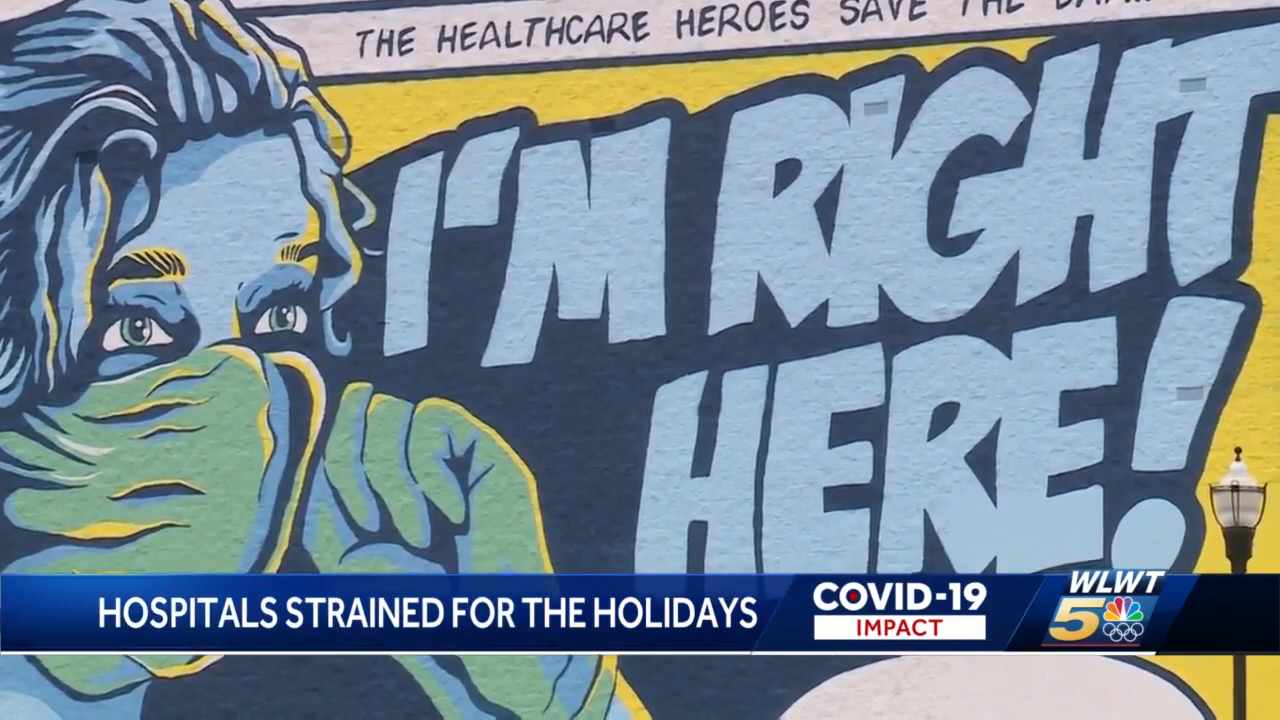 THE HEALTHCARE HEROES SAVE THE
I'M RIGHT
HERE!
HOSPITALS STRAINED FOR THE HOLIDAYS
COVID-19
IMPACT
WLWT
5